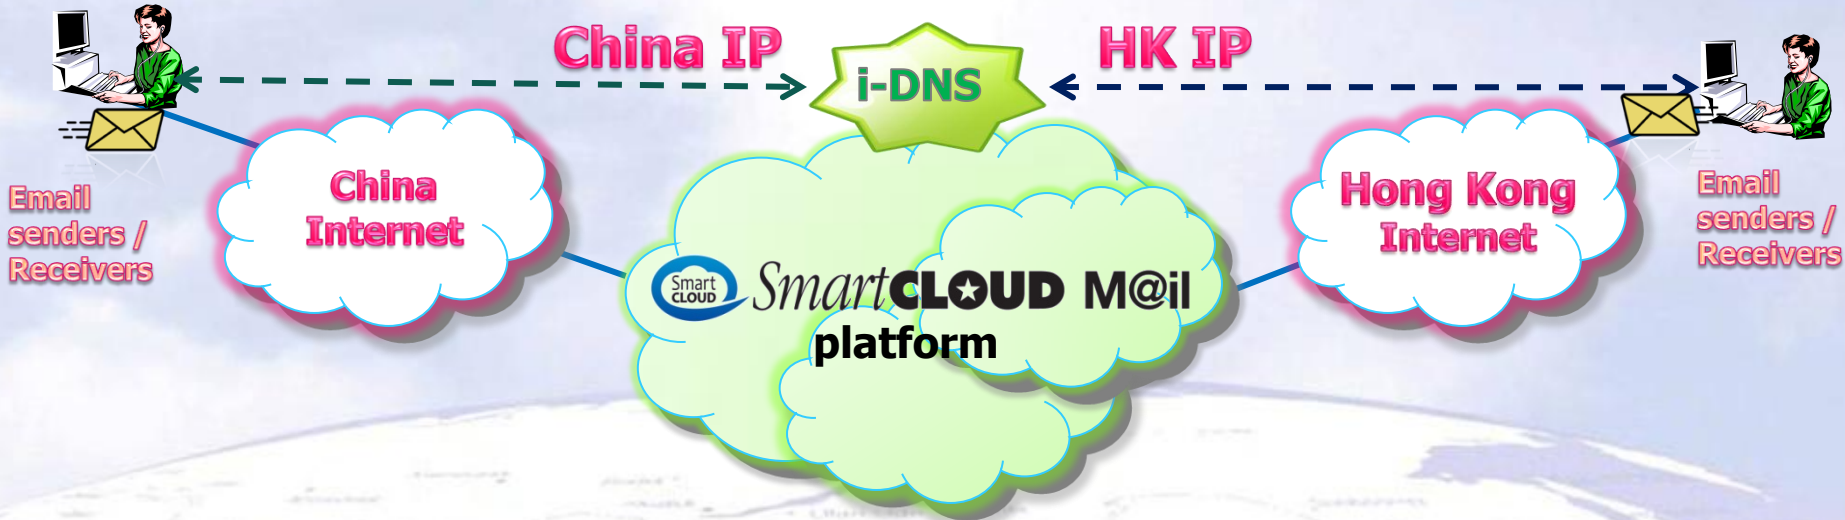 China IP
i-DNS
HK IP
Email
senders /
Receivers
China
Internet
Smart
CLOUD
SmartCLOUD M@il
platform
Hong Kong
Internet
Email
senders /
Receivers